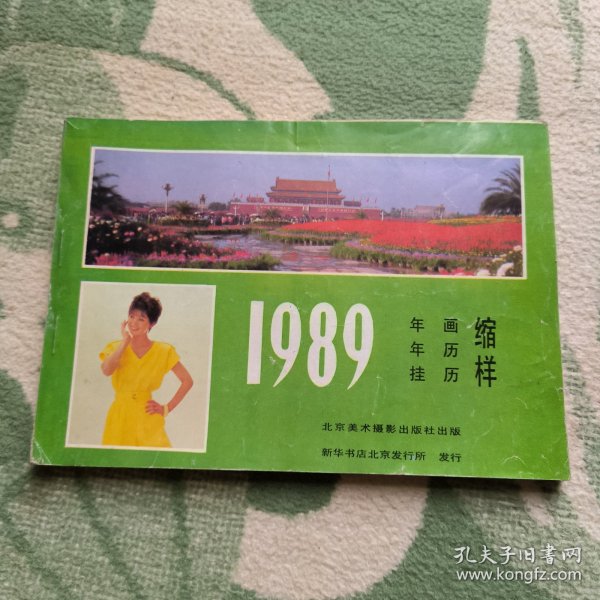 1989
年画
年历
挂历
缩样
北京美术摄影出版社出版
新华书店北京发行所 发行
孔夫子旧书网
www.kongfz.com